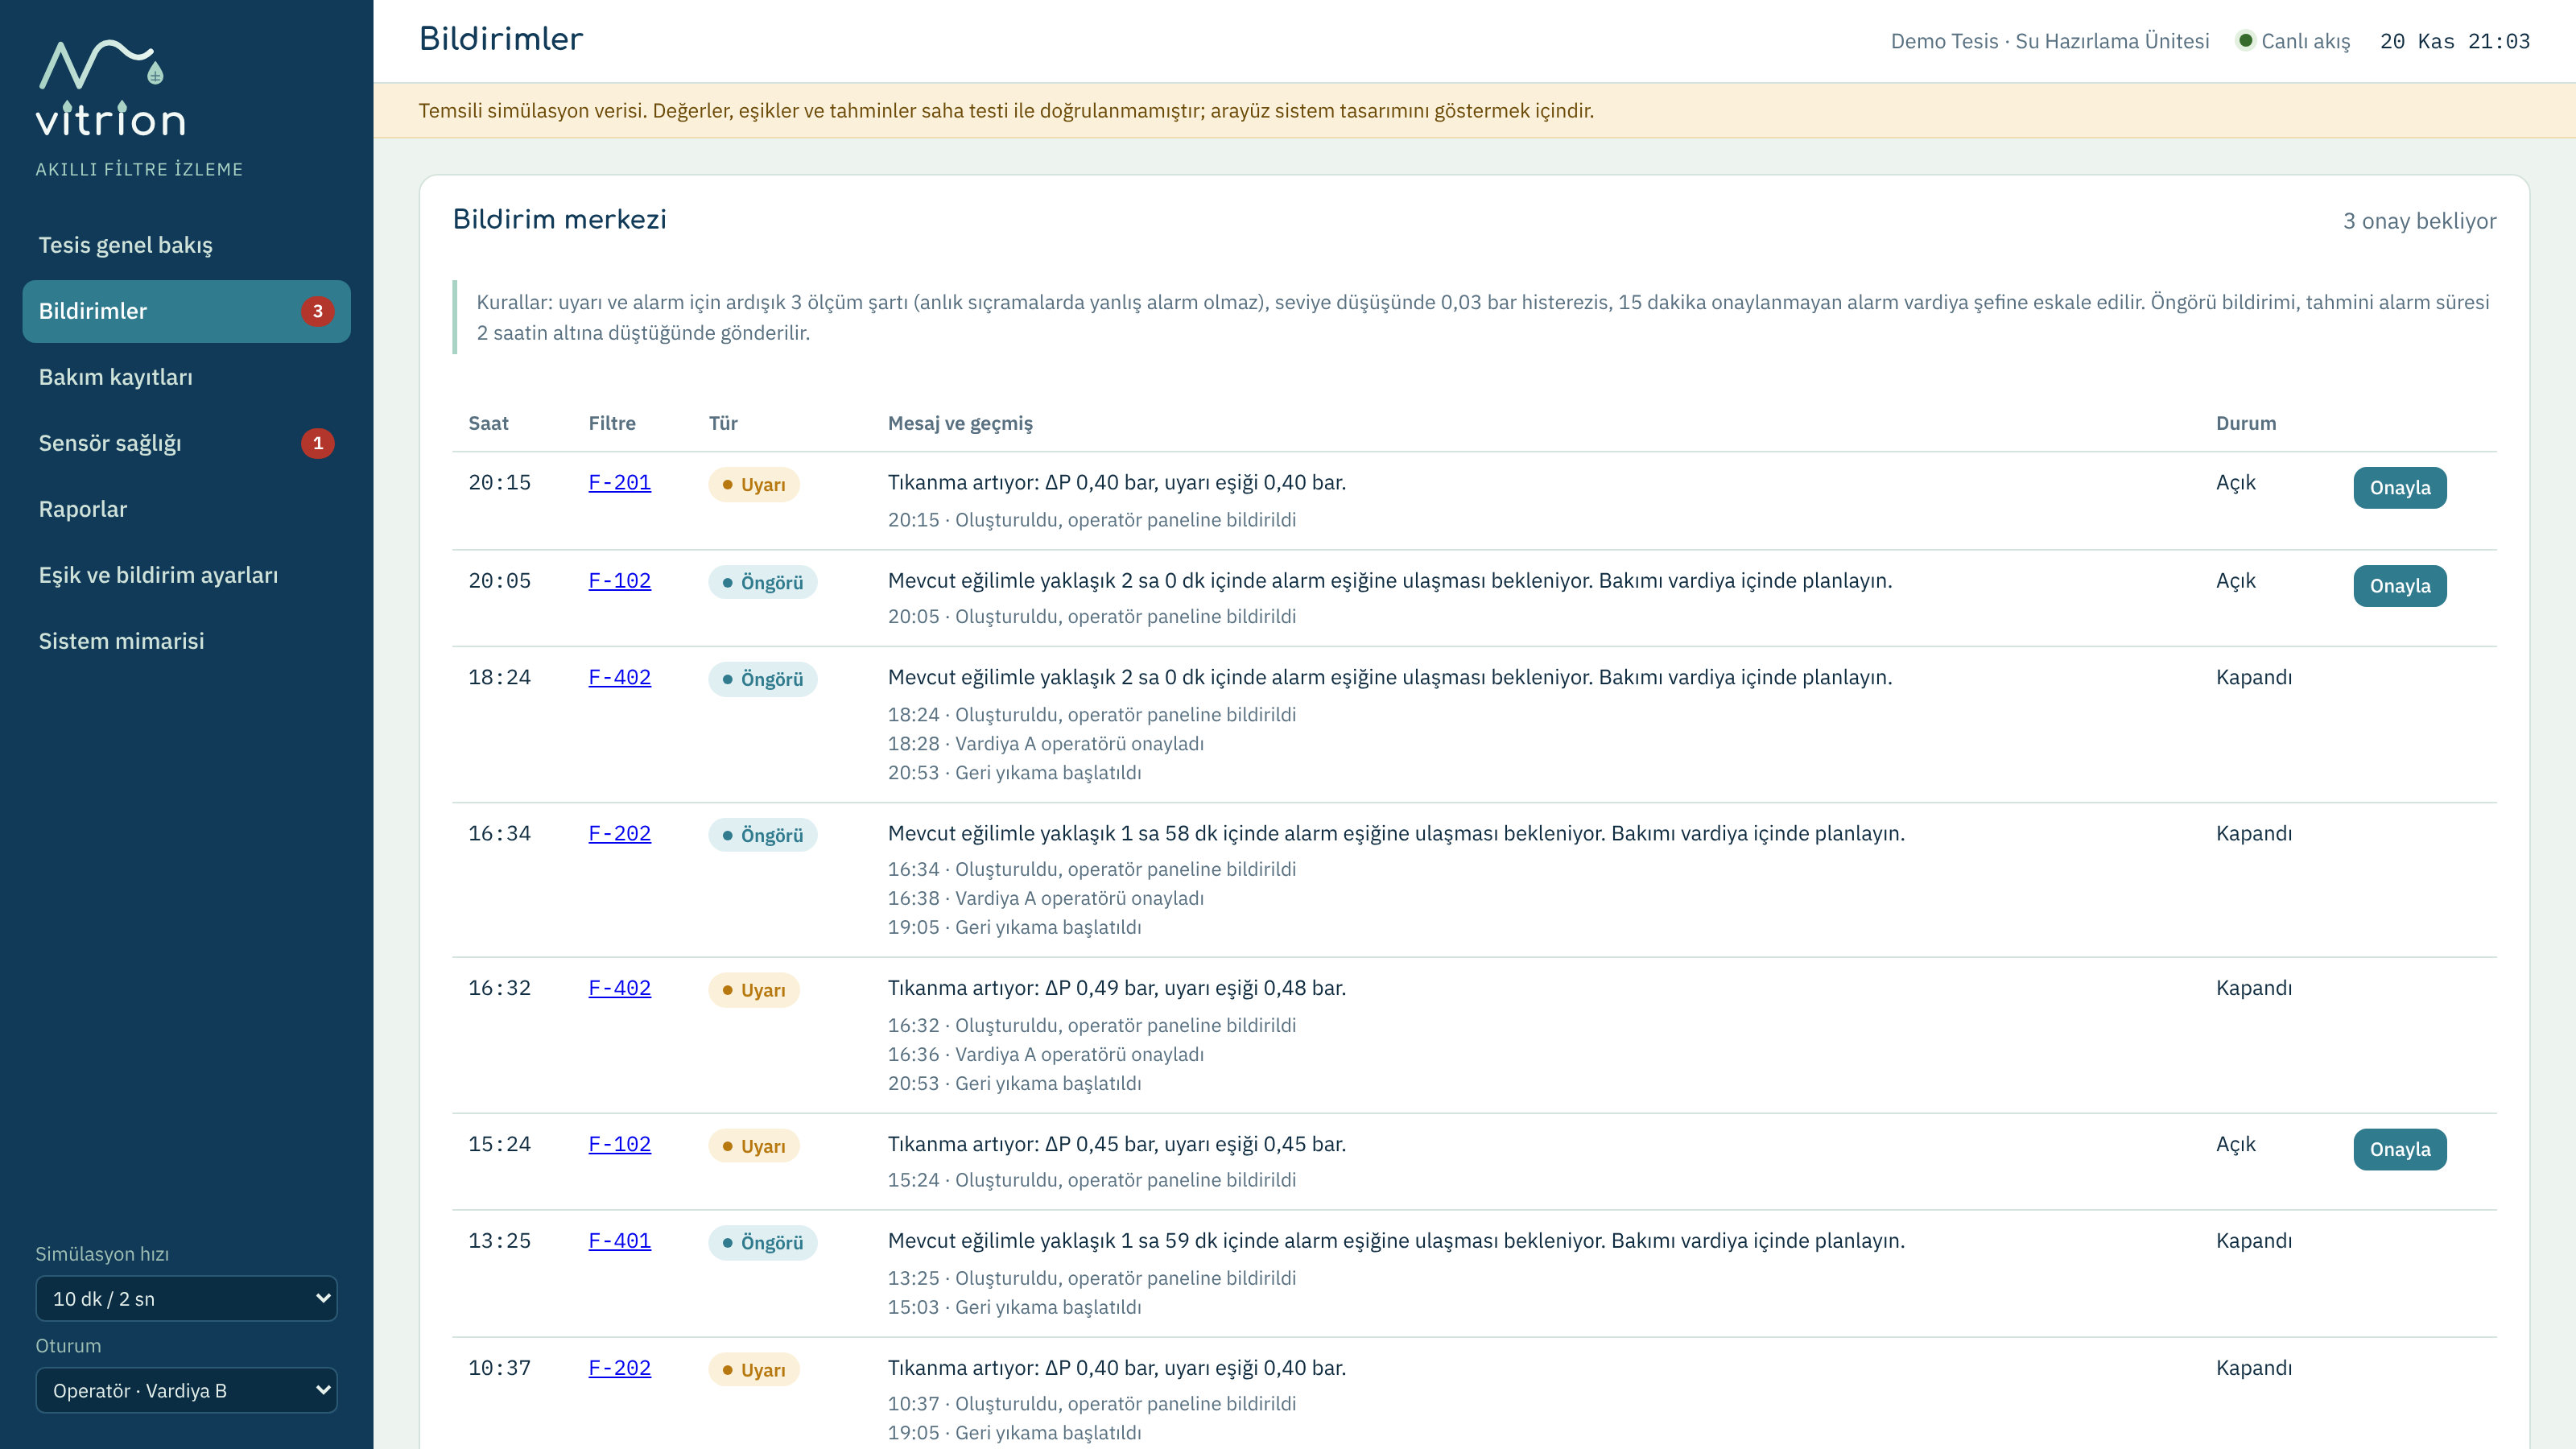 vitrion
AKILLI FİLTRE İZLEME
Tesis genel bakış
Bildirimler 3
Bakım kayıtları
Sensör sağlığı 1
Raporlar
Eşik ve bildirim ayarları
Sistem mimarisi
Simülasyon hızı
10 dk / 2 sn
Oturum
Operatör · Vardiya B
Bildirimler
Demo Tesis · Su Hazırlama Ünitesi Canlı akış 20 Kas 21:03
Temsili simülasyon verisi. Değerler, eşikler ve tahminler saha testi ile doğrulanmamıştır; arayüz sistem tasarımını göstermek içindir.
Bildirim merkezi
3 onay bekliyor
Kurallar: uyarı ve alarm için ardışık 3 ölçüm şartı (anlık sıçramalarda yanlış alarm olmaz), seviye düşüşünde 0,03 bar histerezis, 15 dakika onaylanmayan alarm vardiya şefine eskale edilir. Öngörü bildirimi, tahmini alarm süresi
2 saatin altına düştüğünde gönderilir.
Saat Filtre Tür Mesaj ve geçmiş Durum
20:15 F-201 Uyarı Tıkanma artıyor: ΔP 0,40 bar, uyarı eşiği 0,40 bar. Açık Onayla
20:15 · Oluşturuldu, operatör paneline bildirildi
20:05 F-102 Öngörü Mevcut eğilimle yaklaşık 2 sa 0 dk içinde alarm eşiğine ulaşması bekleniyor. Bakımı vardiya içinde planlayın. Açık Onayla
20:05 · Oluşturuldu, operatör paneline bildirildi
18:24 F-402 Öngörü Mevcut eğilimle yaklaşık 2 sa 0 dk içinde alarm eşiğine ulaşması bekleniyor. Bakımı vardiya içinde planlayın. Kapandı
18:24 · Oluşturuldu, operatör paneline bildirildi
18:28 · Vardiya A operatörü onayladı
20:53 · Geri yıkama başlatıldı
16:34 F-202 Öngörü Mevcut eğilimle yaklaşık 1 sa 58 dk içinde alarm eşiğine ulaşması bekleniyor. Bakımı vardiya içinde planlayın. Kapandı
16:34 · Oluşturuldu, operatör paneline bildirildi
16:38 · Vardiya A operatörü onayladı
19:05 · Geri yıkama başlatıldı
16:32 F-402 Uyarı Tıkanma artıyor: ΔP 0,49 bar, uyarı eşiği 0,48 bar. Kapandı
16:32 · Oluşturuldu, operatör paneline bildirildi
16:36 · Vardiya A operatörü onayladı
20:53 · Geri yıkama başlatıldı
15:24 F-102 Uyarı Tıkanma artıyor: ΔP 0,45 bar, uyarı eşiği 0,45 bar. Açık Onayla
15:24 · Oluşturuldu, operatör paneline bildirildi
13:25 F-401 Öngörü Mevcut eğilimle yaklaşık 1 sa 59 dk içinde alarm eşiğine ulaşması bekleniyor. Bakımı vardiya içinde planlayın. Kapandı
13:25 · Oluşturuldu, operatör paneline bildirildi
15:03 · Geri yıkama başlatıldı
10:37 F-202 Uyarı Tıkanma artıyor: ΔP 0,40 bar, uyarı eşiği 0,40 bar. Kapandı
10:37 · Oluşturuldu, operatör paneline bildirildi
19:05 · Geri yıkama başlatıldı